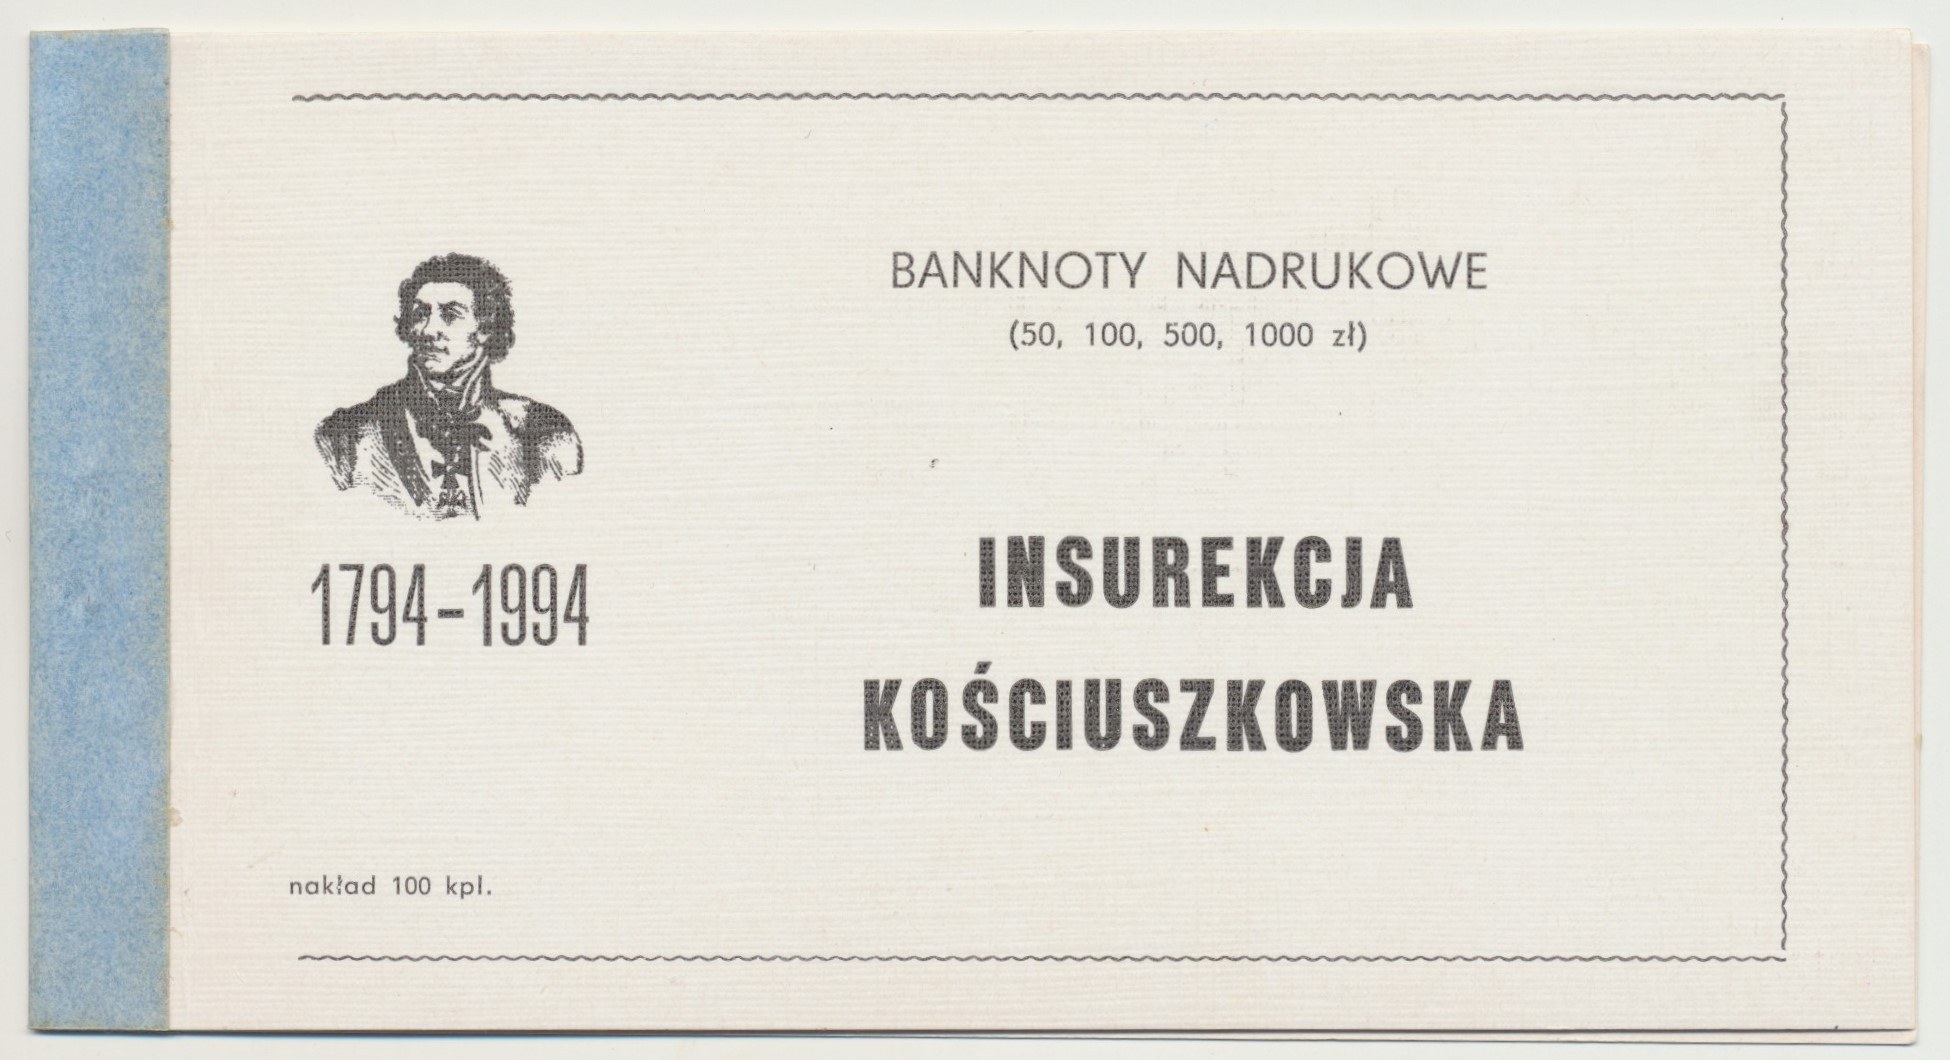 BANKNOTY NADRUKOWE
(50, 100, 500, 1000 zł)
INSUREKCJA
KOŚCIUSZKOWSKA
1794-1994
nakład 100 kpl.